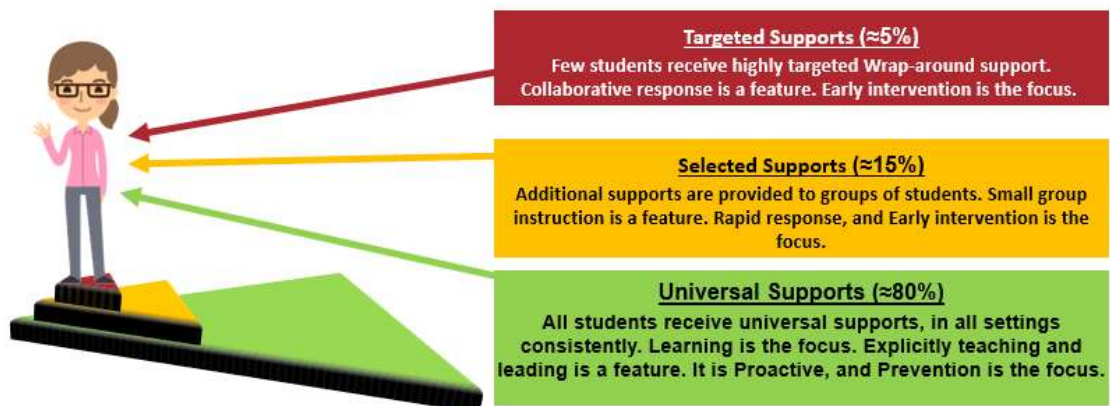 Targeted Supports (≈5%)
Few students receive highly targeted Wrap-around support.
Collaborative response is a feature. Early intervention is the focus.
Selected Supports (≈15%)
Additional supports are provided to groups of students. Small group
instruction is a feature. Rapid response, and Early intervention is the
focus.
Universal Supports (≈80%)
All students receive universal supports, in all settings
consistently. Learning is the focus. Explicitly teaching and
leading is a feature. It is Proactive, and Prevention is the focus.